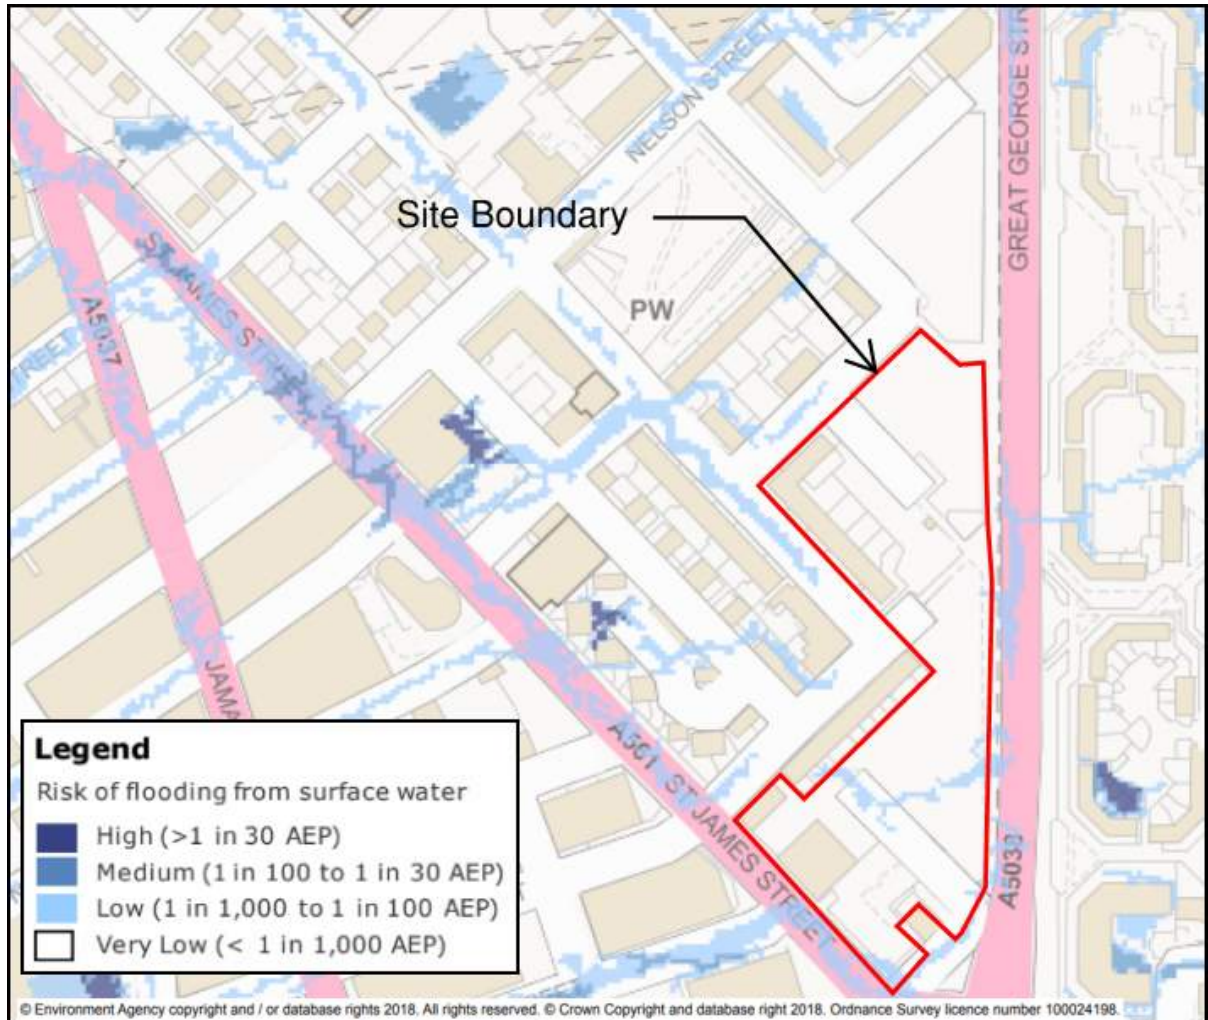 NELSON STREET
GREAT GEORGE STR
Site Boundary
ST JAMES STREET
PW
A5037
STREET
JAMA
A561 ST JAMES STREET
A5038
Legend
Risk of flooding from surface water
High (>1 in 30 AEP)
Medium (1 in 100 to 1 in 30 AEP)
Low (1 in 1,000 to 1 in 100 AEP)
Very Low (< 1 in 1,000 AEP)
© Environment Agency copyright and / or database rights 2018. All rights reserved. © Crown Copyright and database right 2018. Ordnance Survey licence number 100024198.